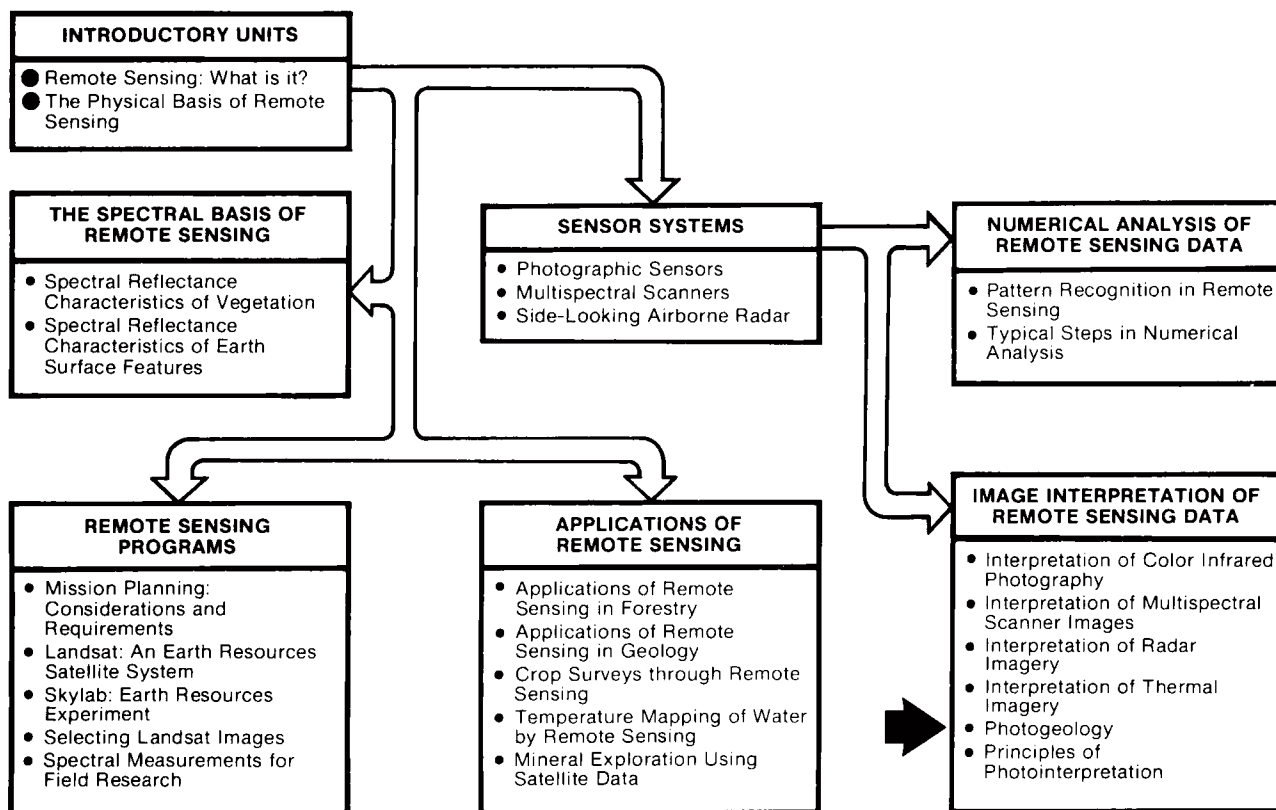 INTRODUCTORY UNITS
● Remote Sensing: What is it?
● The Physical Basis of Remote
Sensing
THE SPECTRAL BASIS OF
REMOTE SENSING
• Spectral Reflectance
Characteristics of Vegetation
• Spectral Reflectance
Characteristics of Earth
Surface Features
SENSOR SYSTEMS
• Photographic Sensors
• Multispectral Scanners
• Side-Looking Airborne Radar
NUMERICAL ANALYSIS OF
REMOTE SENSING DATA
• Pattern Recognition in Remote
Sensing
• Typical Steps in Numerical
Analysis
REMOTE SENSING
PROGRAMS
• Mission Planning:
Considerations and
Requirements
• Landsat: An Earth Resources
Satellite System
• Skylab: Earth Resources
Experiment
• Selecting Landsat Images
• Spectral Measurements for
Field Research
APPLICATIONS OF
REMOTE SENSING
• Applications of Remote
Sensing in Forestry
• Applications of Remote
Sensing in Geology
• Crop Surveys through Remote
Sensing
• Temperature Mapping of Water
by Remote Sensing
• Mineral Exploration Using
Satellite Data
IMAGE INTERPRETATION OF
REMOTE SENSING DATA
• Interpretation of Color Infrared
Photography
• Interpretation of Multispectral
Scanner Images
• Interpretation of Radar
Imagery
• Interpretation of Thermal
Imagery
• Photogeology
• Principles of
Photointerpretation